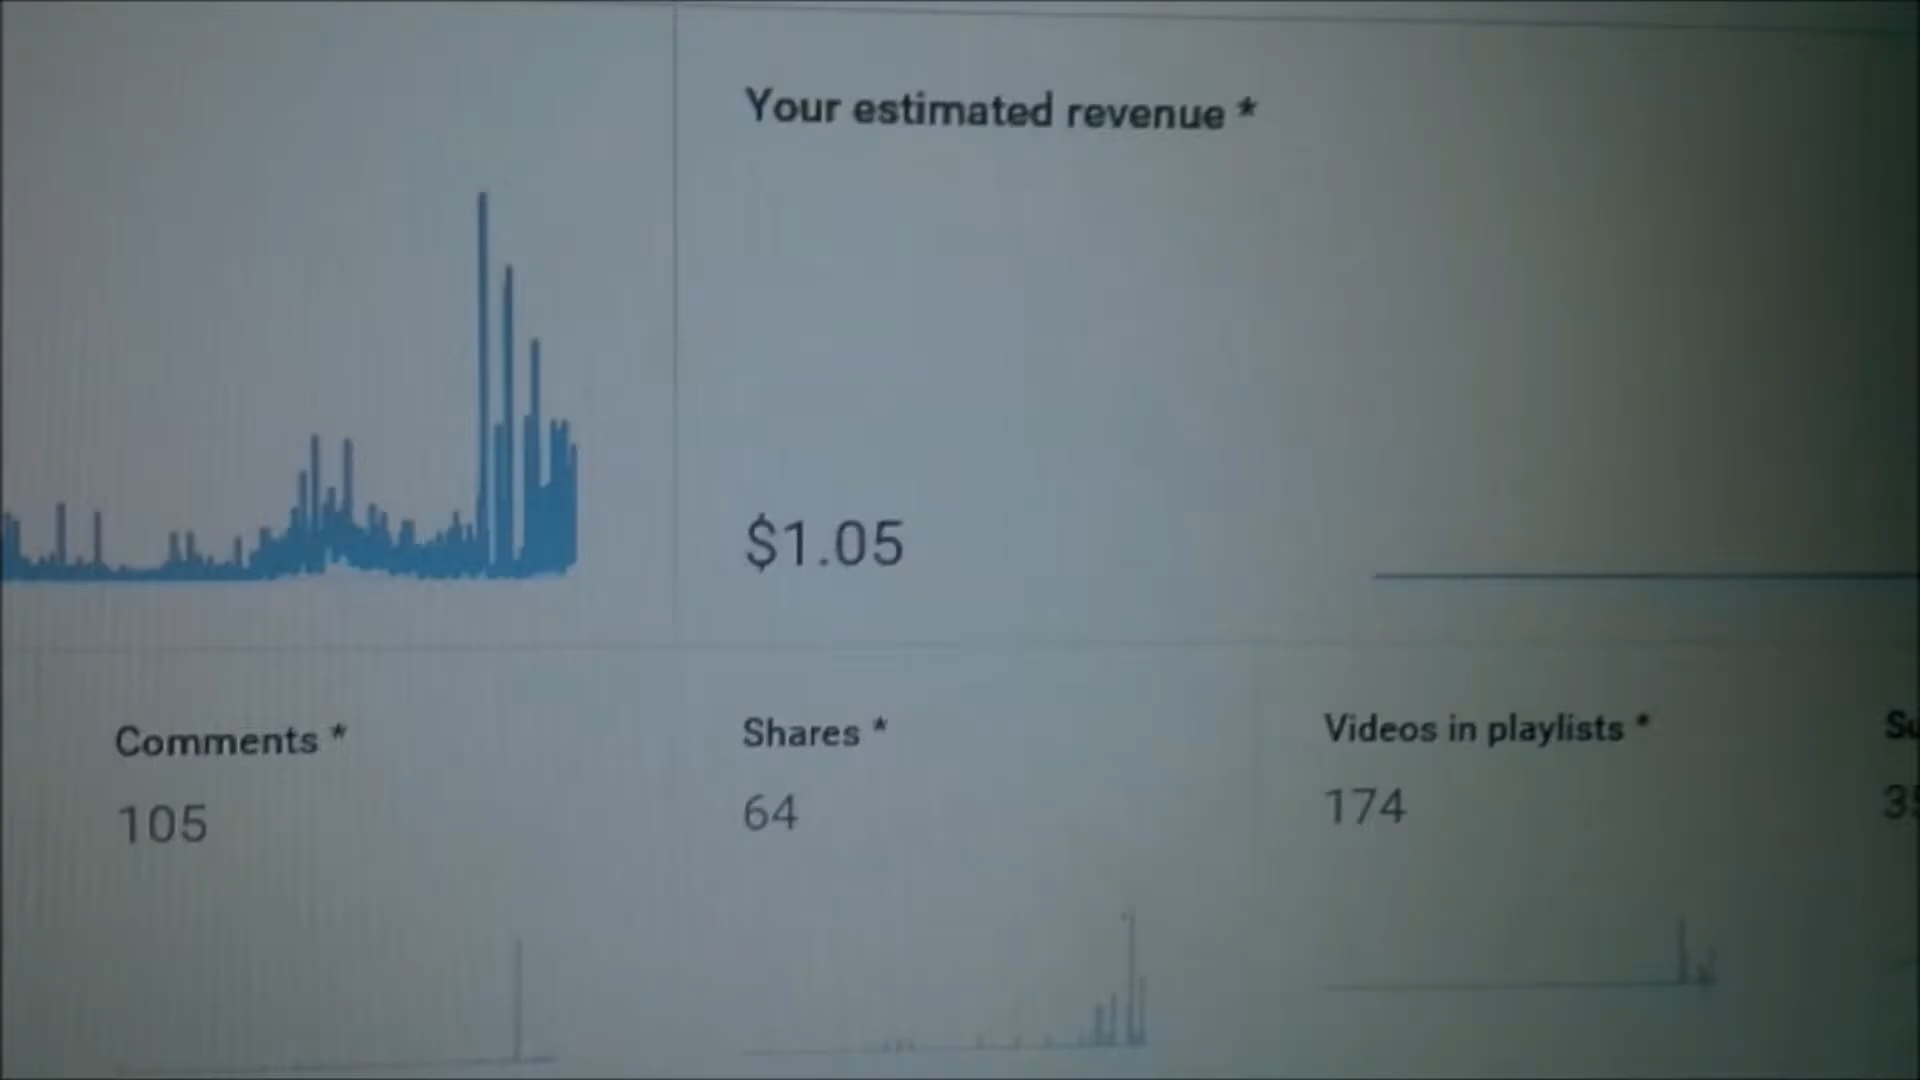 Your estimated revenue *
$1.05
Comments *
105
Shares *
64
Videos in playlists *
174